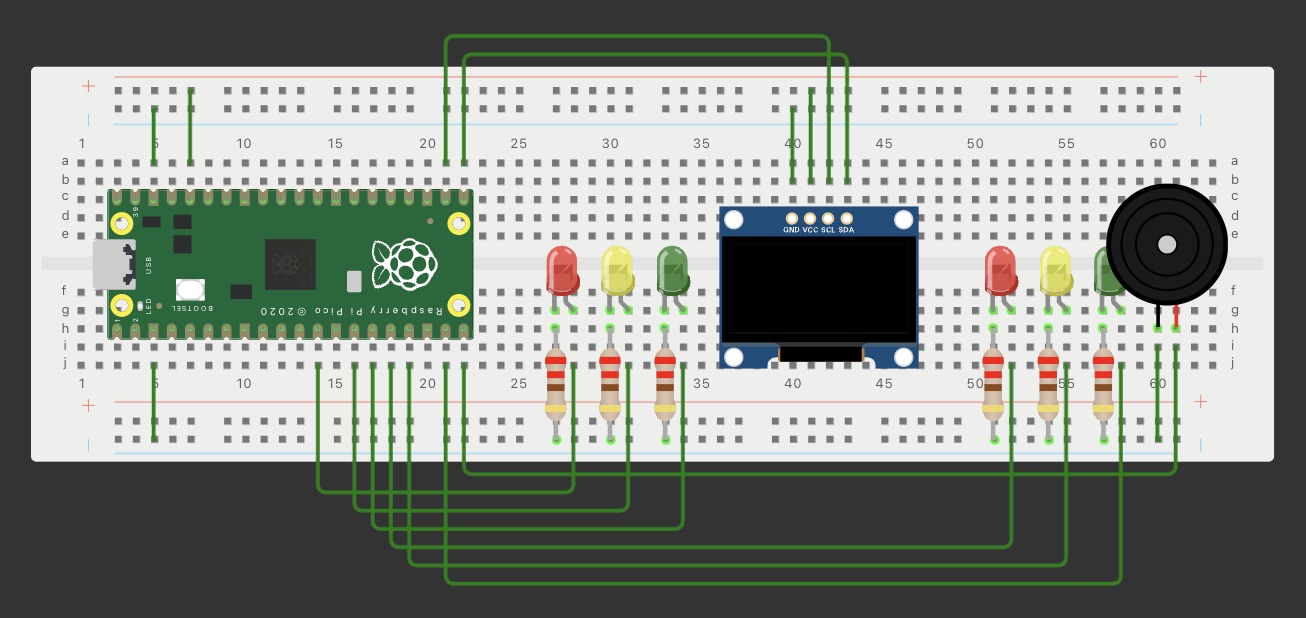 1 5 10 15 20 25 30 35 40 45 50 55 60
a a
b b
c c
d d
e e
39
USB
GND VCC SCL SDA
LED
BOOTSEL
Raspberry Pi Pico © 2020
1 2
f f
g g
h h
i i
j j
1 5 10 15 20 25 30 35 40 45 50 55 60